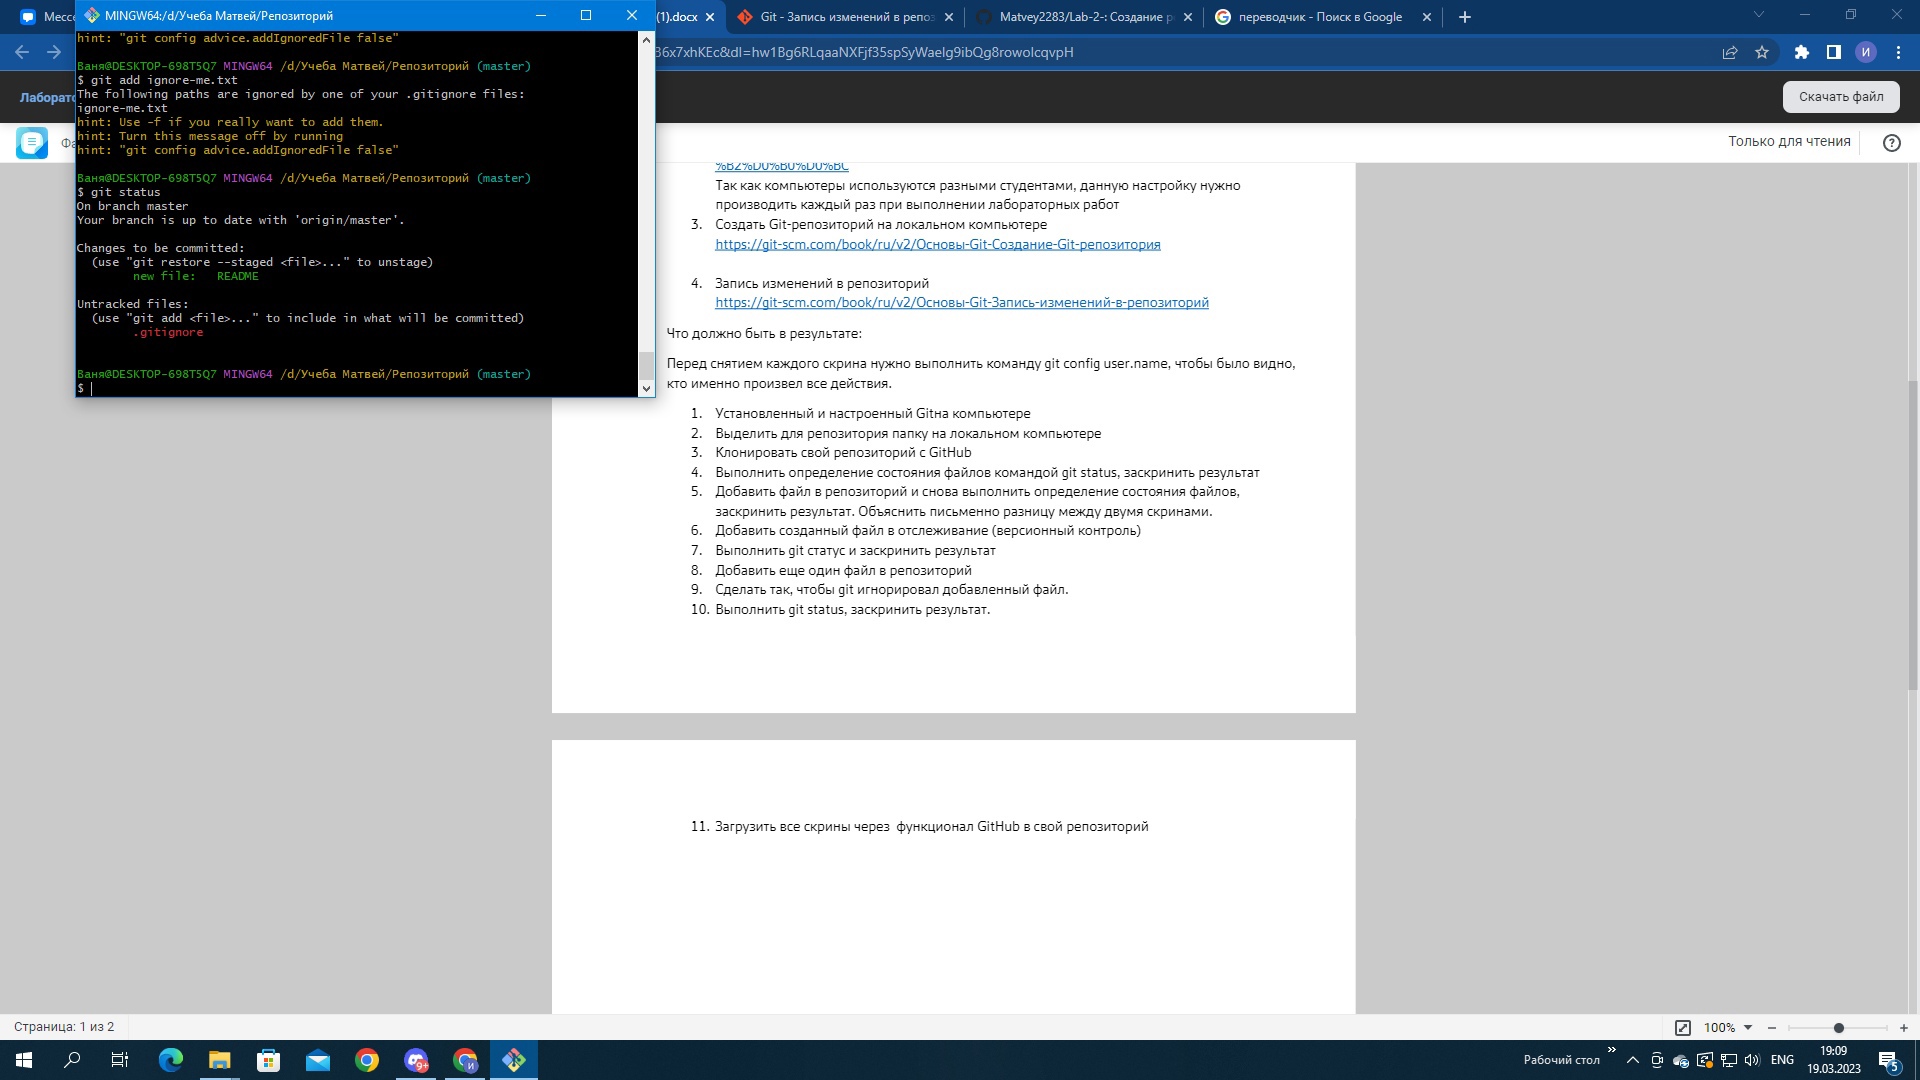 MINGW64:/d/Учеба Матвей/Репозиторий
hint: "git config advice.addIgnoredFile false"
Ваня@DESKTOP-698T5Q7 MINGW64 /d/Учеба Матвей/Репозиторий (master)
$ git add ignore-me.txt
The following paths are ignored by one of your .gitignore files:
ignore-me.txt
hint: Use -f if you really want to add them.
hint: Turn this message off by running
hint: "git config advice.addIgnoredFile false"
Ваня@DESKTOP-698T5Q7 MINGW64 /d/Учеба Матвей/Репозиторий (master)
$ git status
On branch master
Your branch is up to date with 'origin/master'.
Changes to be committed:
(use "git restore --staged <file>..." to unstage)
new file:   README
Untracked files:
(use "git add <file>..." to include in what will be committed)
.gitignore
Ваня@DESKTOP-698T5Q7 MINGW64 /d/Учеба Матвей/Репозиторий (master)
$
Мессе
(1).docx
Git - Запись изменений в репоз
Matvey2283/Lab-2-: Создание р
переводчик - Поиск в Google
И
Лаборато
Скачать файл
Фа
Только для чтения
%B2%D0%B0%D0%BC
Так как компьютеры используются разными студентами, данную настройку нужно
производить каждый раз при выполнении лабораторных работ
3. Создать Git-репозиторий на локальном компьютере
https://git-scm.com/book/ru/v2/Основы-Git-Создание-Git-репозитория
4. Запись изменений в репозиторий
https://git-scm.com/book/ru/v2/Основы-Git-Запись-изменений-в-репозиторий
Что должно быть в результате:
Перед снятием каждого скрина нужно выполнить команду git config user.name, чтобы было видно,
кто именно произвел все действия.
1. Установленный и настроенный Gitна компьютере
2. Выделить для репозитория папку на локальном компьютере
3. Клонировать свой репозиторий с GitHub
4. Выполнить определение состояния файлов командой git status, заскринить результат
5. Добавить файл в репозиторий и снова выполнить определение состояния файлов,
заскринить результат. Объяснить письменно разницу между двумя скринами.
6. Добавить созданный файл в отслеживание (версионный контроль)
7. Выполнить git статус и заскринить результат
8. Добавить еще один файл в репозиторий
9. Сделать так, чтобы git игнорировал добавленный файл.
10. Выполнить git status, заскринить результат.
11. Загрузить все скрины через  функционал GitHub в свой репозиторий
Страница: 1 из 2
100%
9+
И
Рабочий стол
ENG
19:09
19.03.2023
5